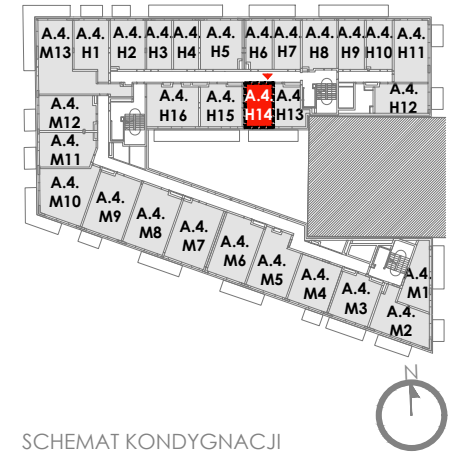 A.4.
M13
A.4.
H1
A.4.
H2
A.4.
H3
A.4.
H4
A.4.
H5
A.4.
H6
A.4.
H7
A.4.
H8
A.4.
H9
A.4.
H10
A.4.
H11
A.4.
M12
A.4.
H16
A.4.
H15
A.4.
H14
A.4.
H13
A.4.
H12
A.4.
M11
A.4.
M10
A.4.
M9
A.4.
M8
A.4.
M7
A.4.
M6
A.4.
M5
A.4.
M4
A.4.
M3
A.4.
M2
A.4.
M1
N
SCHEMAT KONDYGNACJI